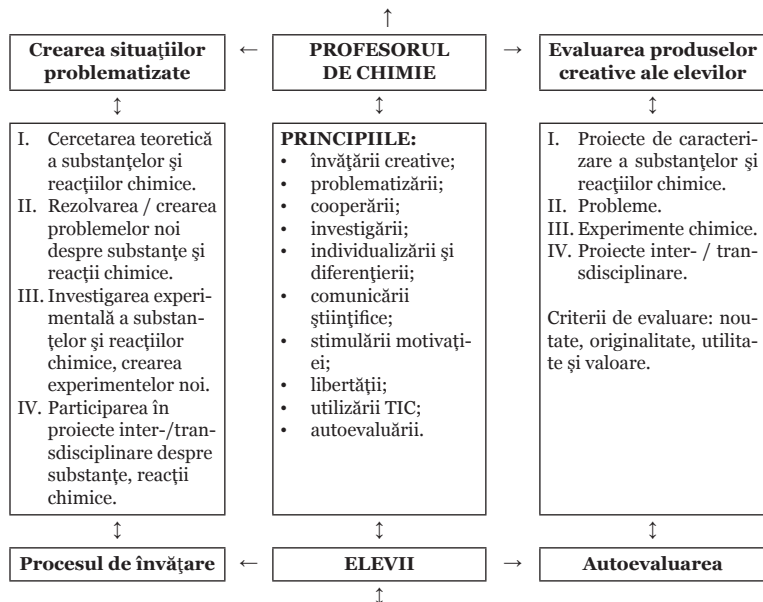 ↑
Crearea situaţiilor
problematizate
←
PROFESORUL
DE CHIMIE
→
Evaluarea produselor
creative ale elevilor
↕ ↕ ↕
I. Cercetarea teoretică
a substanţelor şi
reacţiilor chimice.
II. Rezolvarea / crearea
problemelor noi
despre substanţe şi
reacţii chimice.
III. Investigarea experi-
mentală a substan-
ţelor şi reacţiilor
chimice, crearea
experimentelor noi.
IV. Participarea în
proiecte inter-/tran-
sdisciplinare despre
substanţe, reacţii
chimice.
PRINCIPIILE:
• învăţării creative;
• problematizării;
• cooperării;
• investigării;
• individualizării şi
diferenţierii;
• comunicării
ştiinţifice;
• stimulării motivaţi-
ei;
• libertăţii;
• utilizării TIC;
• autoevaluării.
I. Proiecte de caracteri-
zare a substanţelor şi
reacţiilor chimice.
II. Probleme.
III. Experimente chimice.
IV. Proiecte inter- / tran-
sdisciplinare.
Criterii de evaluare: nou-
tate, originalitate, utilita-
te şi valoare.
↕ ↕ ↕
Procesul de învăţare
←
ELEVII
→
Autoevaluarea
↕